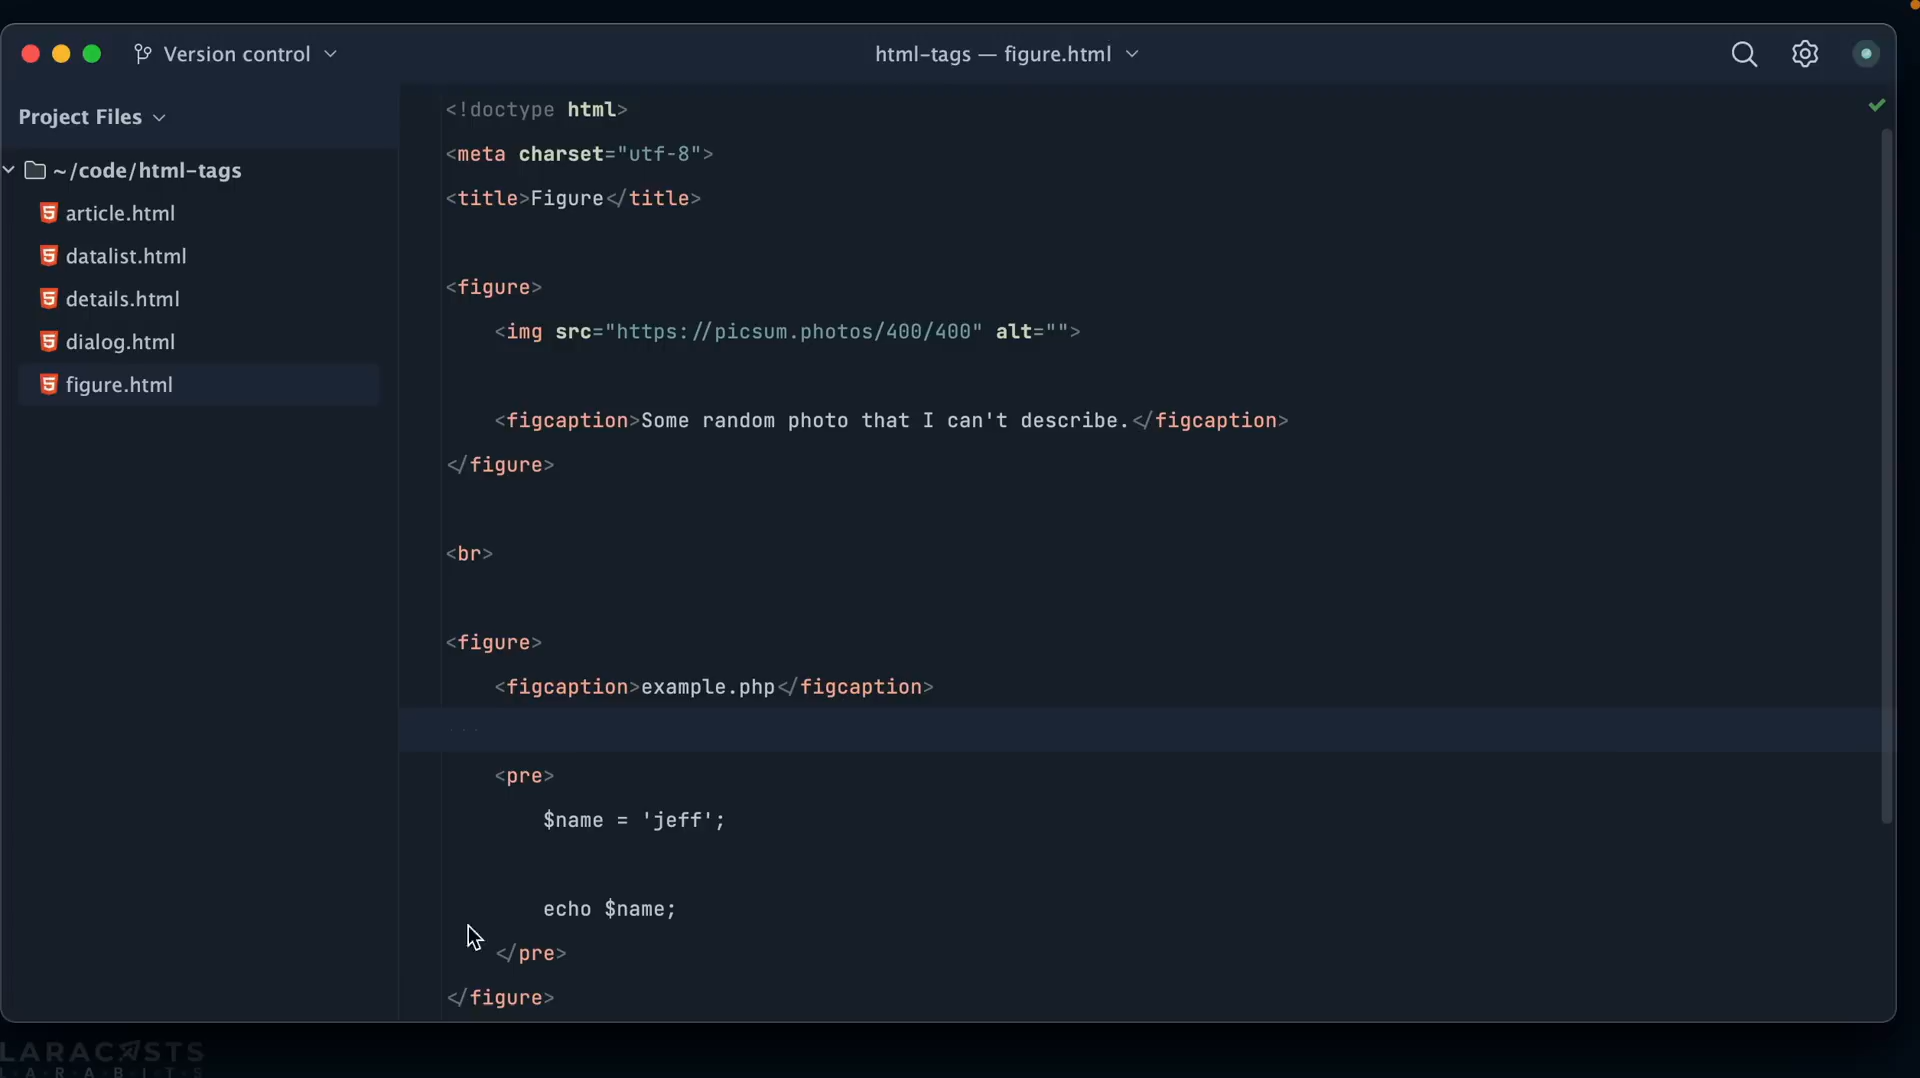 Version control
html-tags — figure.html
Project Files
~/code/html-tags
article.html
datalist.html
details.html
dialog.html
figure.html
<!doctype html>
<meta charset="utf-8">
<title>Figure</title>
<figure>
<img src="https://picsum.photos/400/400" alt="">
<figcaption>Some random photo that I can't describe.</figcaption>
</figure>
<br>
<figure>
<figcaption>example.php</figcaption>
<pre>
$name = 'jeff';
echo $name;
</pre>
</figure>
LARACASTS
L·A·R·A·B·I·T·S